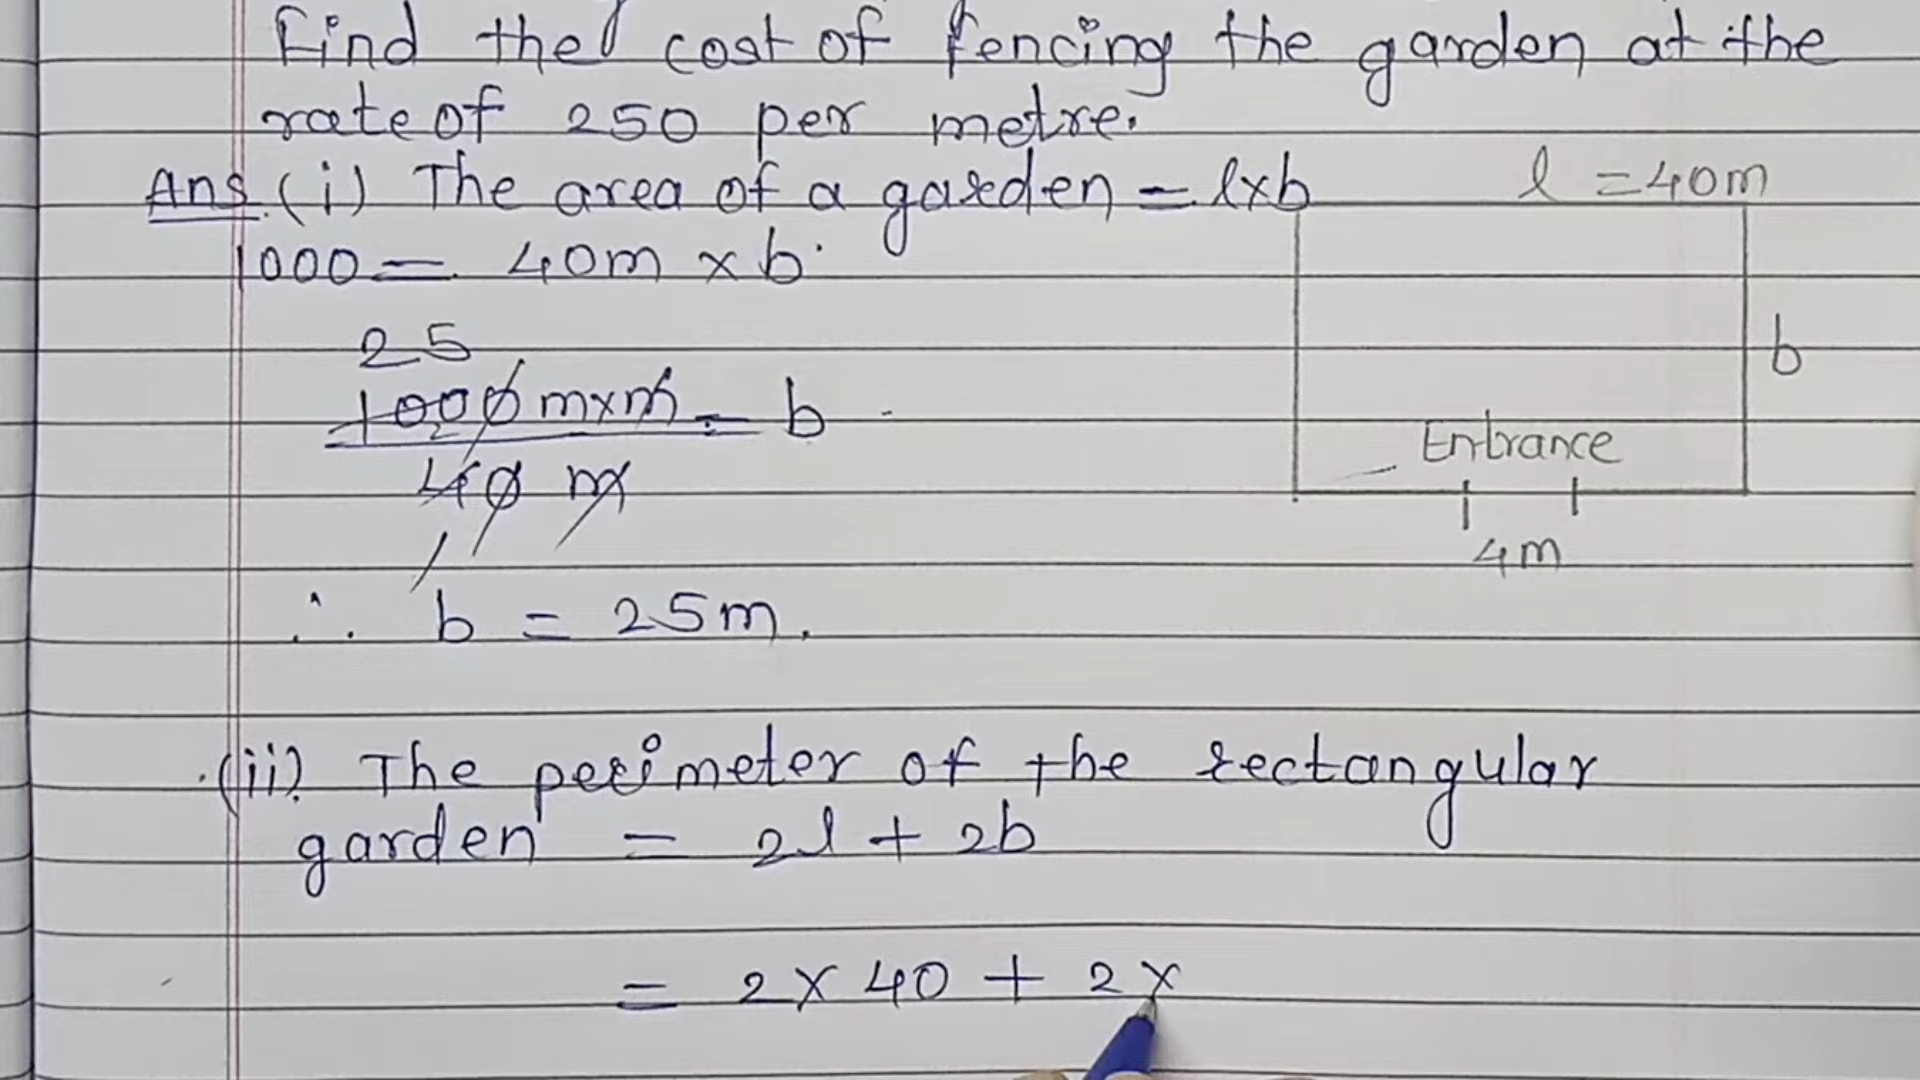 Find the cost of fencing the garden at the
rate of 250 per metre.
Ans. (i) The area of a garden = l×b
l = 40m
1000 = 40m × b
25
1000 m×m = b
40 m
b
Entrance
4m
∴ b = 25m.
(ii) The perimeter of the rectangular
garden = 2l + 2b
= 2 × 40 + 2 ×